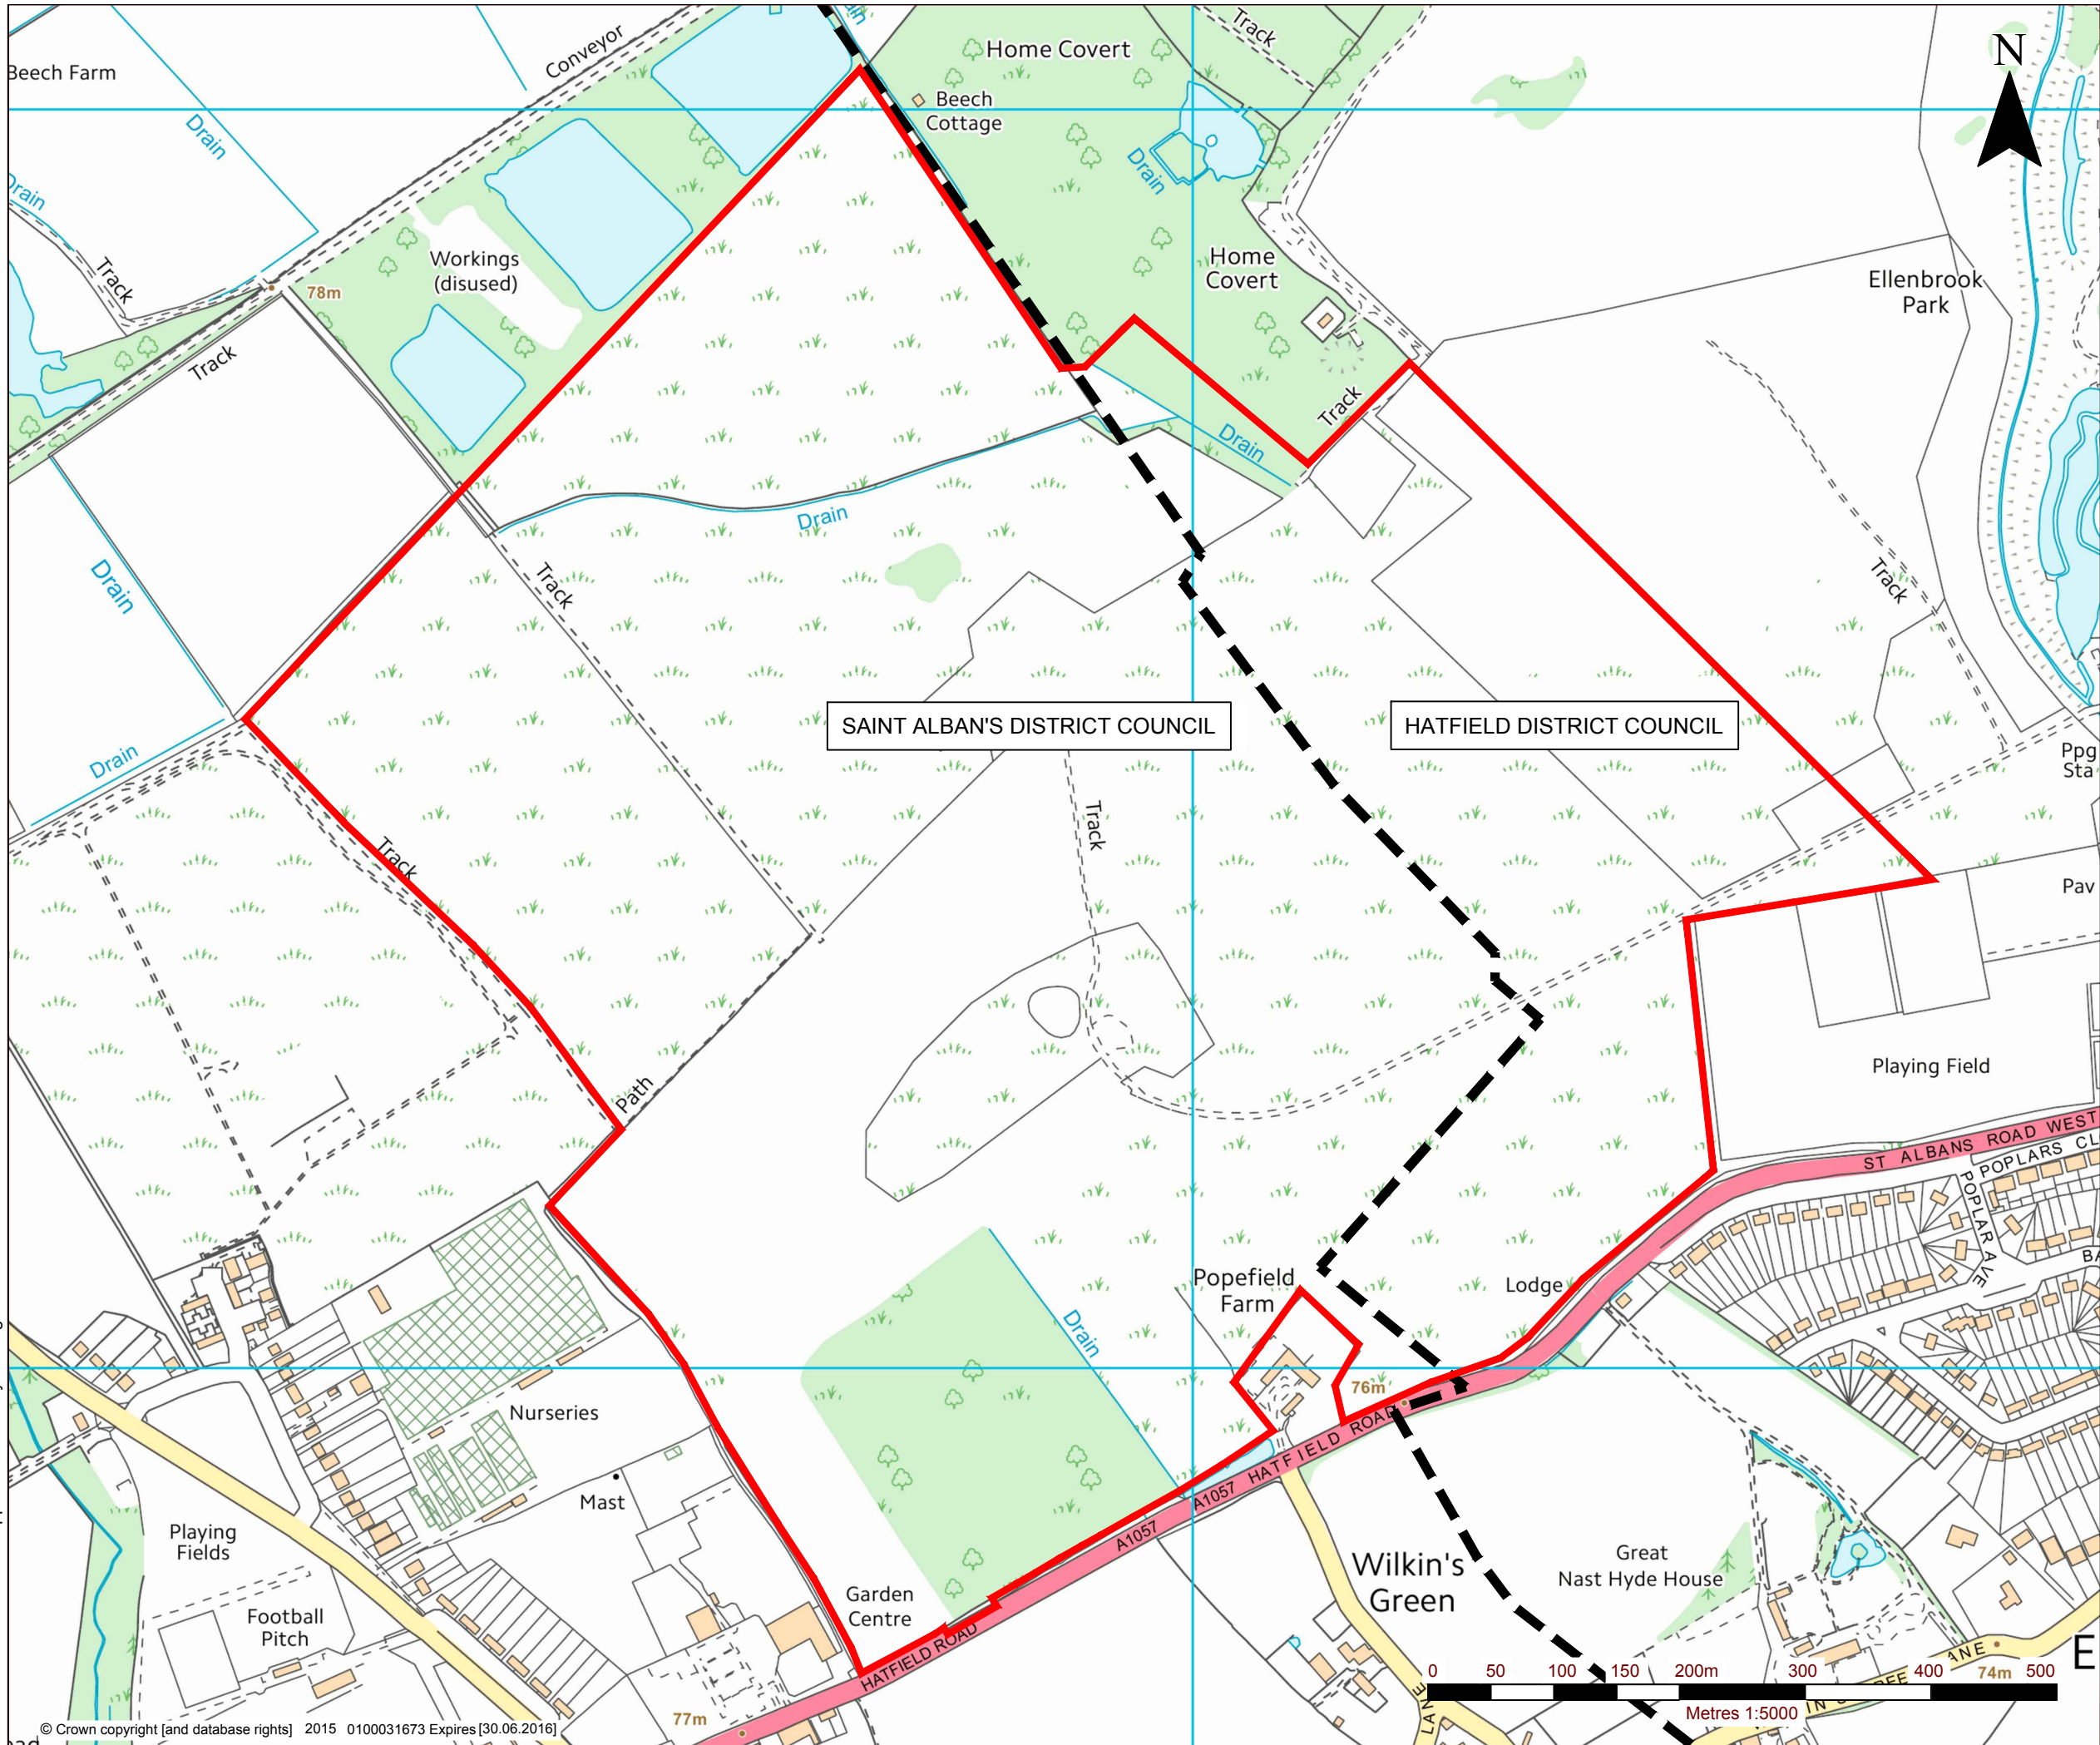 Conveyor
Drain
Home Covert
Track
N
Beech Farm
Beech
Cottage
Drain
Drain
Drain
Track
Workings
(disused)
78m
Home
Covert
Ellenbrook
Park
Track
Track
Drain
Drain
Drain
Track
Track
SAINT ALBAN'S DISTRICT COUNCIL
HATFIELD DISTRICT COUNCIL
Drain
Ppg
Sta
Track
Track
Pav
Path
Playing Field
ST ALBANS ROAD WEST
POPLARS CL
POPLAR AVE
BA
Popefield
Farm
Lodge
Drain
76m
HATFIELD ROAD
A1057
A1057
Nurseries
Mast
Playing
Fields
Football
Pitch
Garden
Centre
HATFIELD ROAD
Wilkin's
Green
Great
Nast Hyde House
LANE
LANE
E
0 50 100 150 200m 300 400 500
74m
Metres 1:5000
77m
© Crown copyright [and database rights] 2015 0100031673 Expires [30.06.2016]